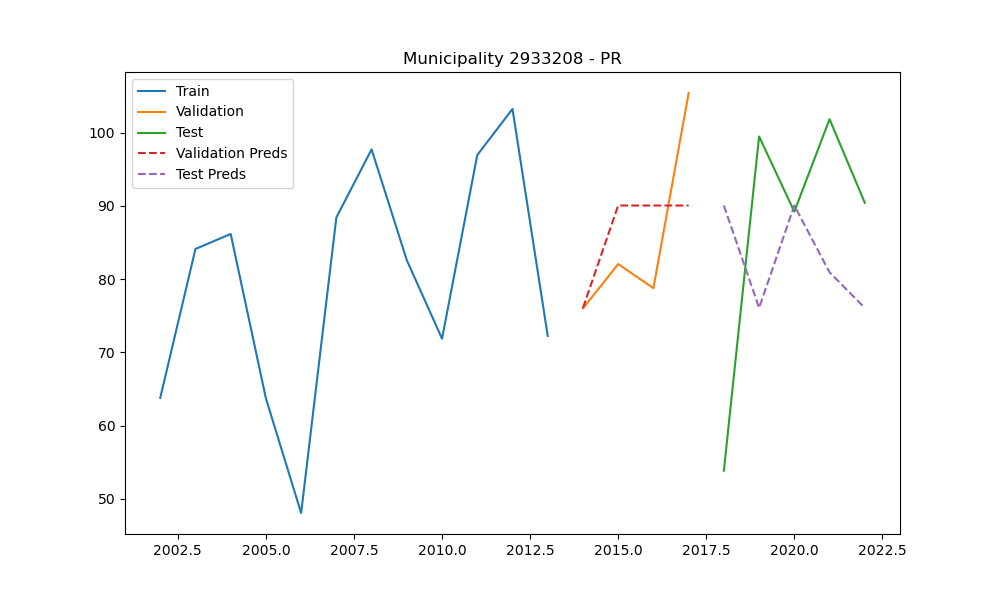 Municipality 2933208 - PR
Train
Validation
Test
Validation Preds
Test Preds
100
90
80
70
60
50
2002.5 2005.0 2007.5 2010.0 2012.5 2015.0 2017.5 2020.0 2022.5